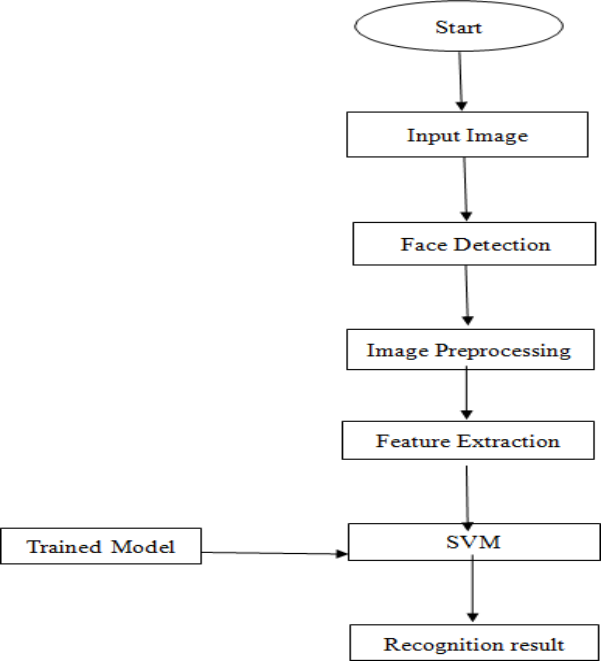 Start
Input Image
Face Detection
Image Preprocessing
Feature Extraction
Trained Model
SVM
Recognition result